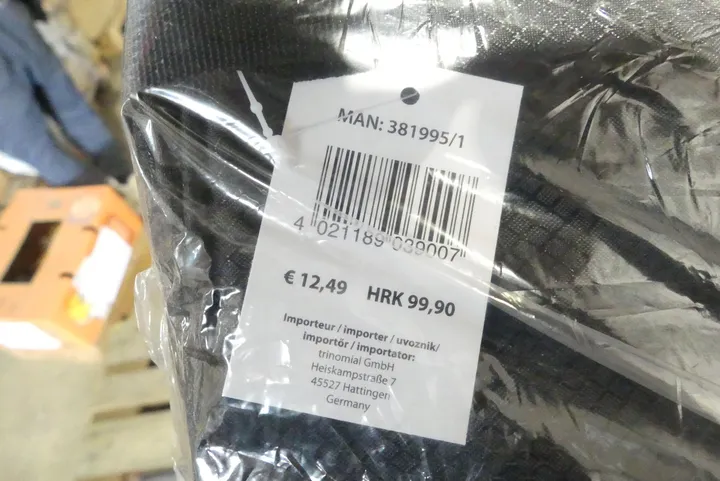 MAN: 381995/1
4 021189 039007
€ 12,49 HRK 99,90
Importeur / importer / uvoznik/
importőr / importator:
trinomial GmbH
Heiskampstraße 7
45527 Hattingen
Germany